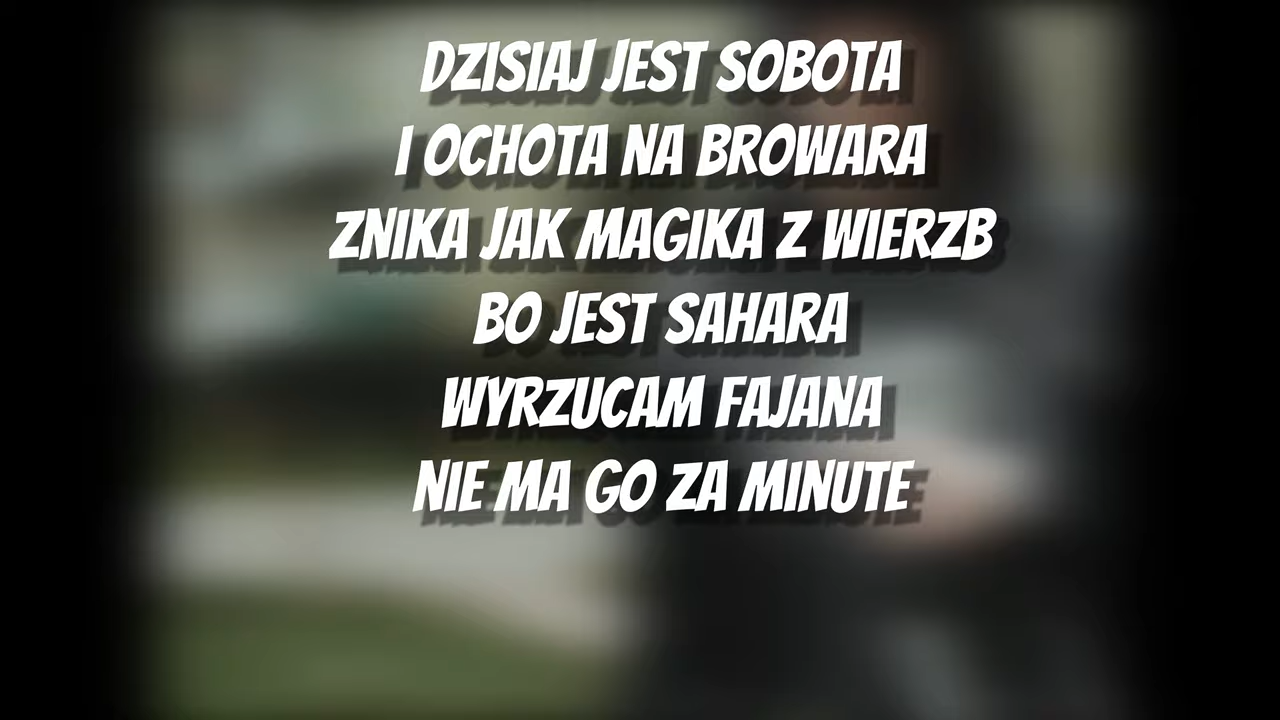 DZISIAJ JEST SOBOTA
I OCHOTA NA BROWARA
ZNIKA JAK MAGIKA Z WIERZB
BO JEST SAHARA
WYRZUCAM FAJANA
NIE MA GO ZA MINUTE